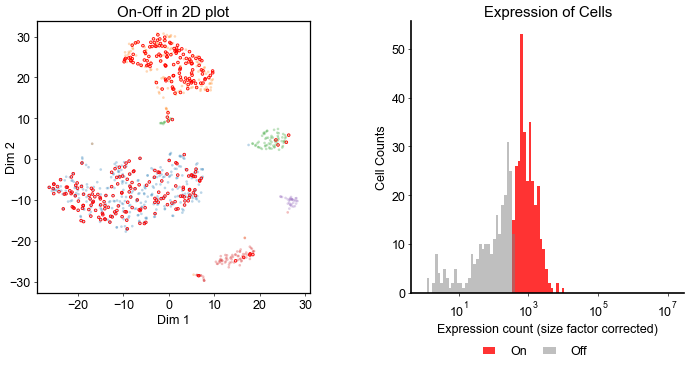 On-Off in 2D plot
30
20
10
0
−10
−20
−30
Dim 2
−20
−10
0
10
20
30
Dim 1
Expression of Cells
50
40
30
20
10
0
Cell Counts
10^1
10^3
10^5
10^7
Expression count (size factor corrected)
On
Off